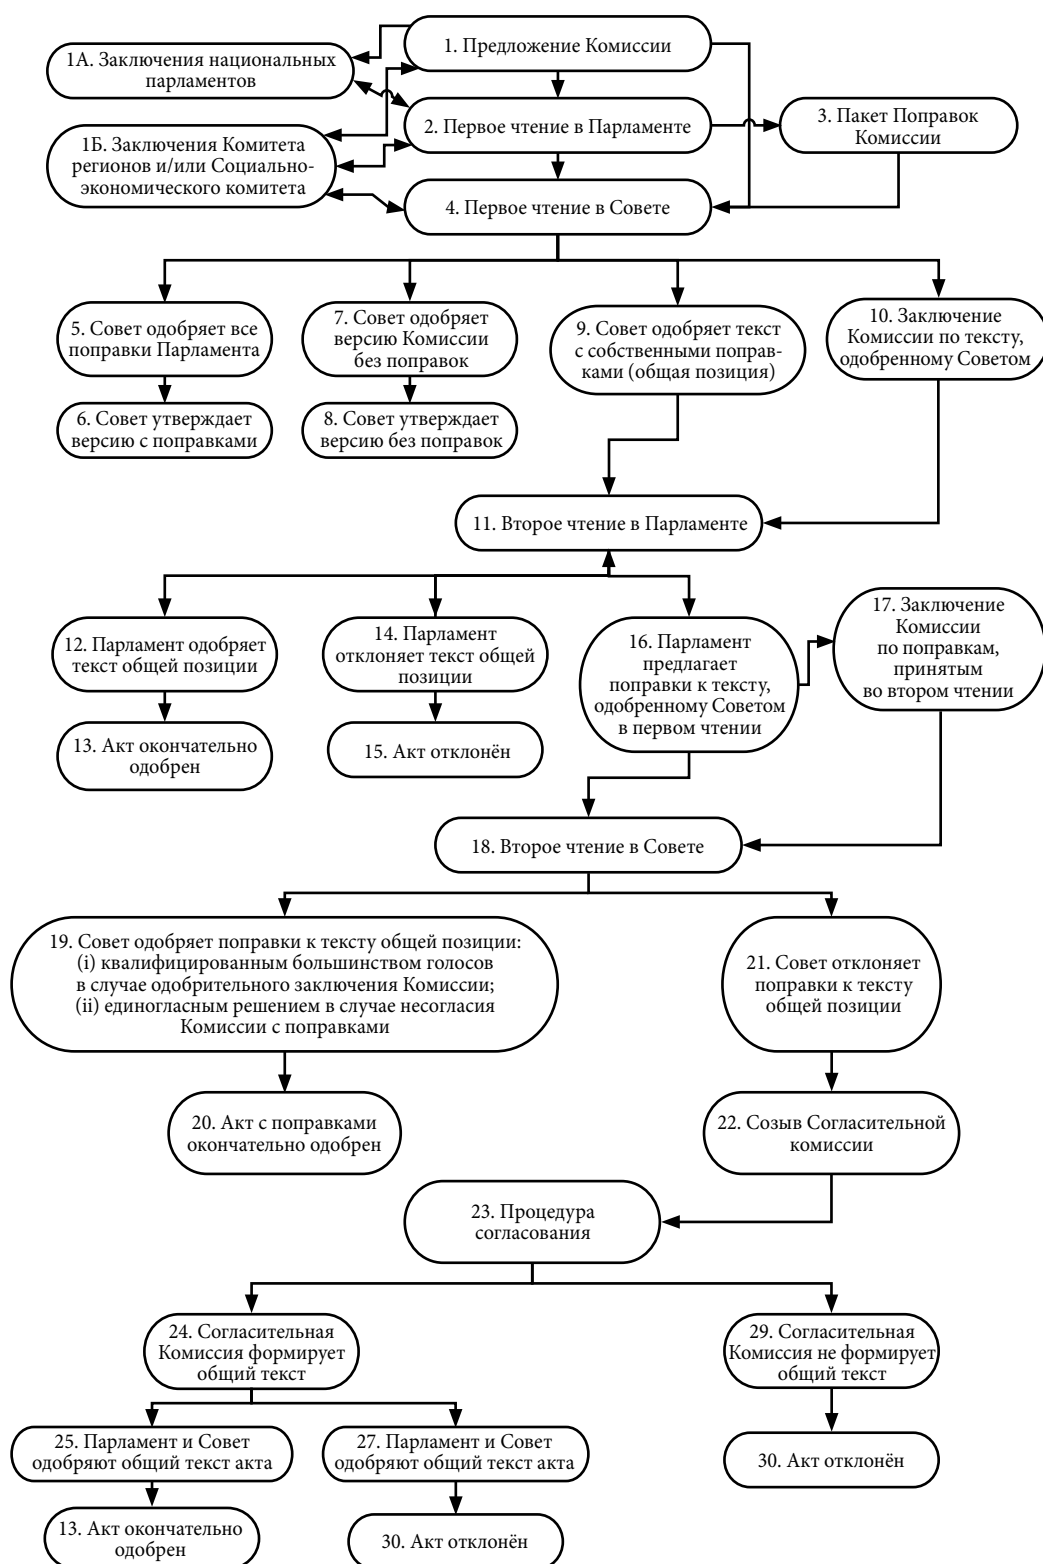 1. Предложение Комиссии
1А. Заключения национальных
парламентов
2. Первое чтение в Парламенте
3. Пакет Поправок
Комиссии
1Б. Заключения Комитета
регионов и/или Социально-
экономического комитета
4. Первое чтение в Совете
5. Совет одобряет все
поправки Парламента
7. Совет одобряет
версию Комиссии
без поправок
9. Совет одобряет текст
с собственными поправ-
ками (общая позиция)
10. Заключение
Комиссии по тексту,
одобренному Советом
6. Совет утверждает
версию с поправками
8. Совет утверждает
версию без поправок
11. Второе чтение в Парламенте
12. Парламент одобряет
текст общей позиции
14. Парламент
отклоняет текст общей
позиции
16. Парламент
предлагает
поправки к тексту,
одобренному Советом
в первом чтении
17. Заключение
Комиссии
по поправкам,
принятым
во втором чтении
13. Акт окончательно
одобрен
15. Акт отклонён
18. Второе чтение в Совете
19. Совет одобряет поправки к тексту общей позиции:
(i) квалифицированным большинством голосов
в случае одобрительного заключения Комиссии;
(ii) единогласным решением в случае несогласия
Комиссии с поправками
21. Совет отклоняет
поправки к тексту
общей позиции
20. Акт с поправками
окончательно одобрен
22. Созыв Согласительной
комиссии
23. Процедура
согласования
24. Согласительная
Комиссия формирует
общий текст
29. Согласительная
Комиссия не формирует
общий текст
25. Парламент и Совет
одобряют общий текст акта
27. Парламент и Совет
одобряют общий текст акта
30. Акт отклонён
13. Акт окончательно
одобрен
30. Акт отклонён